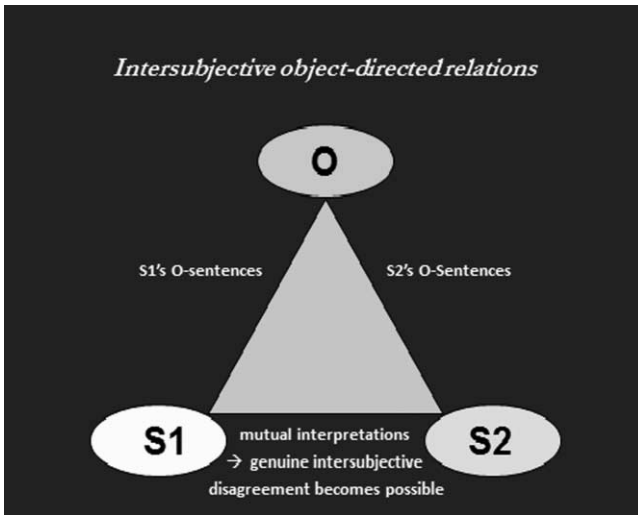 Intersubjective object-directed relations
O
S1's O-sentences
S2's O-Sentences
S1
S2
mutual interpretations
→ genuine intersubjective
disagreement becomes possible